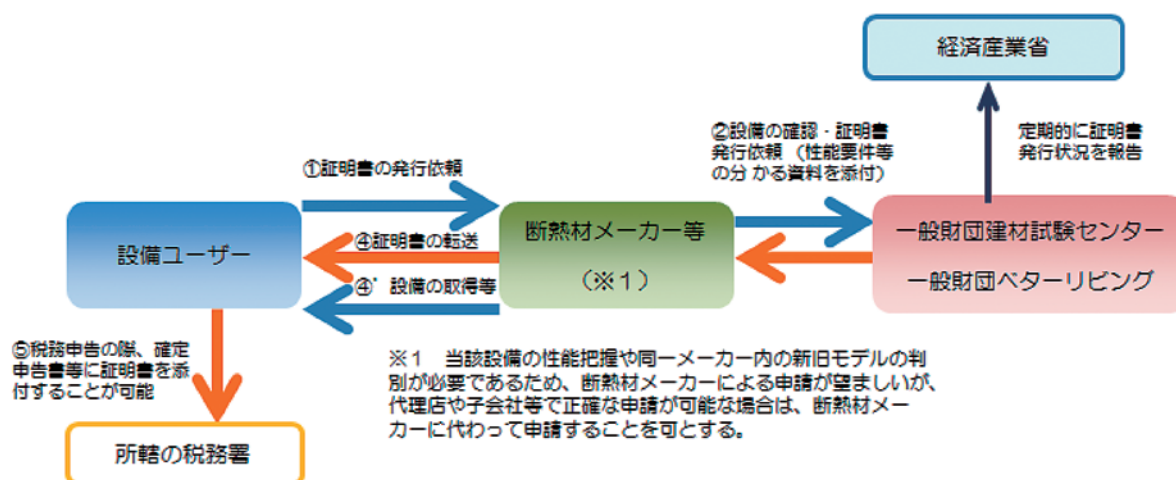 経済産業省
②設備の確認・証明書
発行依頼（性能要件等
の分かる資料を添付）
定期的に証明書
発行状況を報告
①証明書の発行依頼
設備ユーザー
④証明書の転送
④' 設備の取得等
断熱材メーカー等
（※１）
一般財団建材試験センター
一般財団ベターリビング
⑤税務申告の際、確定
申告書等に証明書を添
付することが可能
※１　当該設備の性能把握や同一メーカー内の新旧モデルの判
別が必要であるため、断熱材メーカーによる申請が望ましいが、
代理店や子会社等で正確な申請が可能な場合は、断熱材メー
カーに代わって申請することを可とする。
所轄の税務署